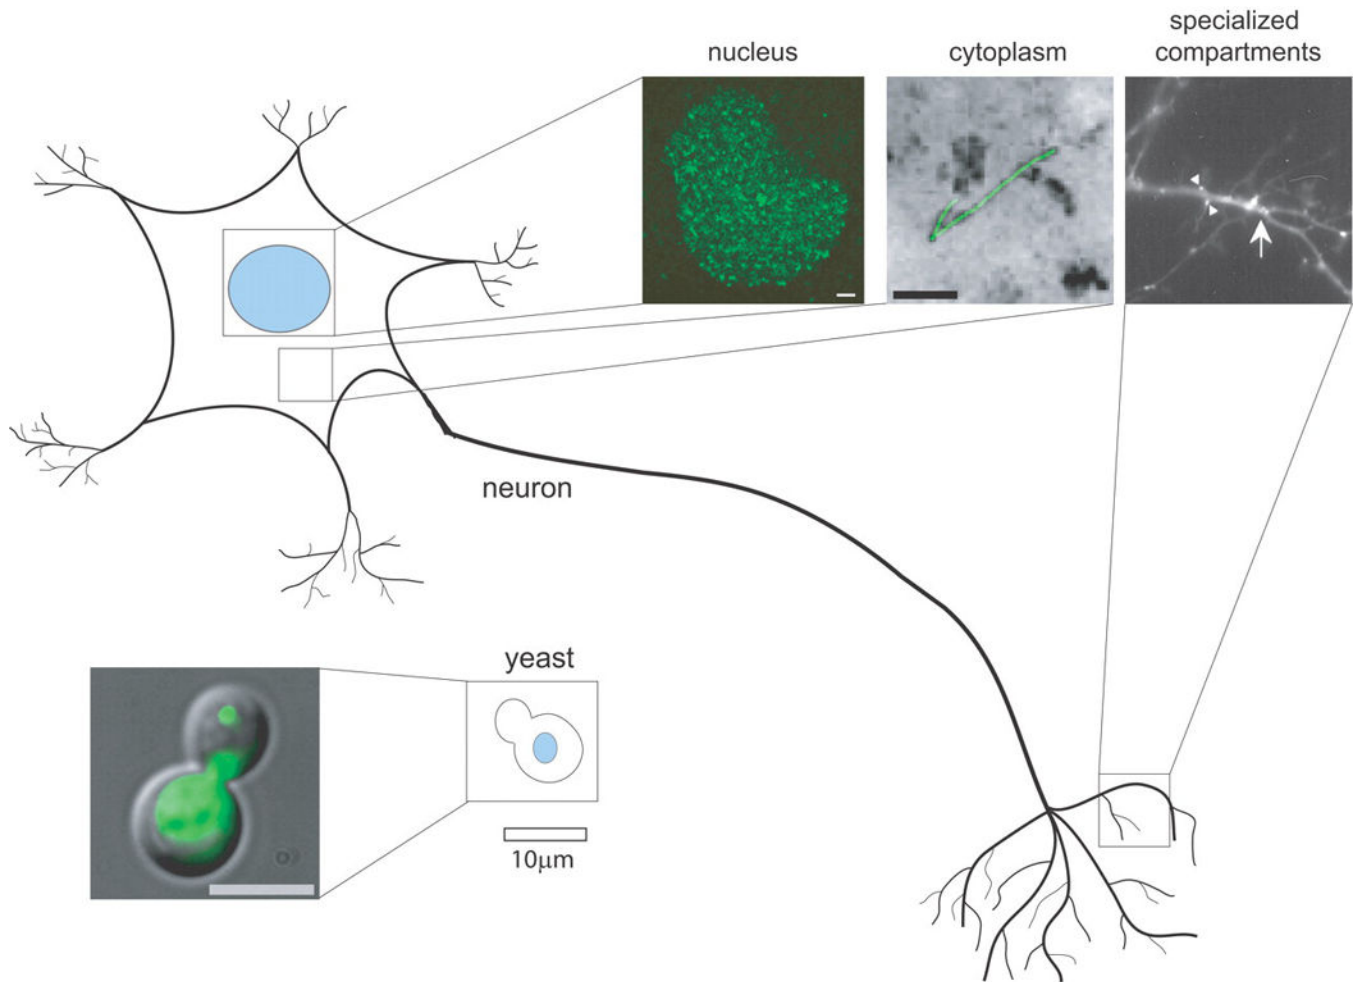 nucleus
cytoplasm
specialized
compartments
neuron
yeast
10μm